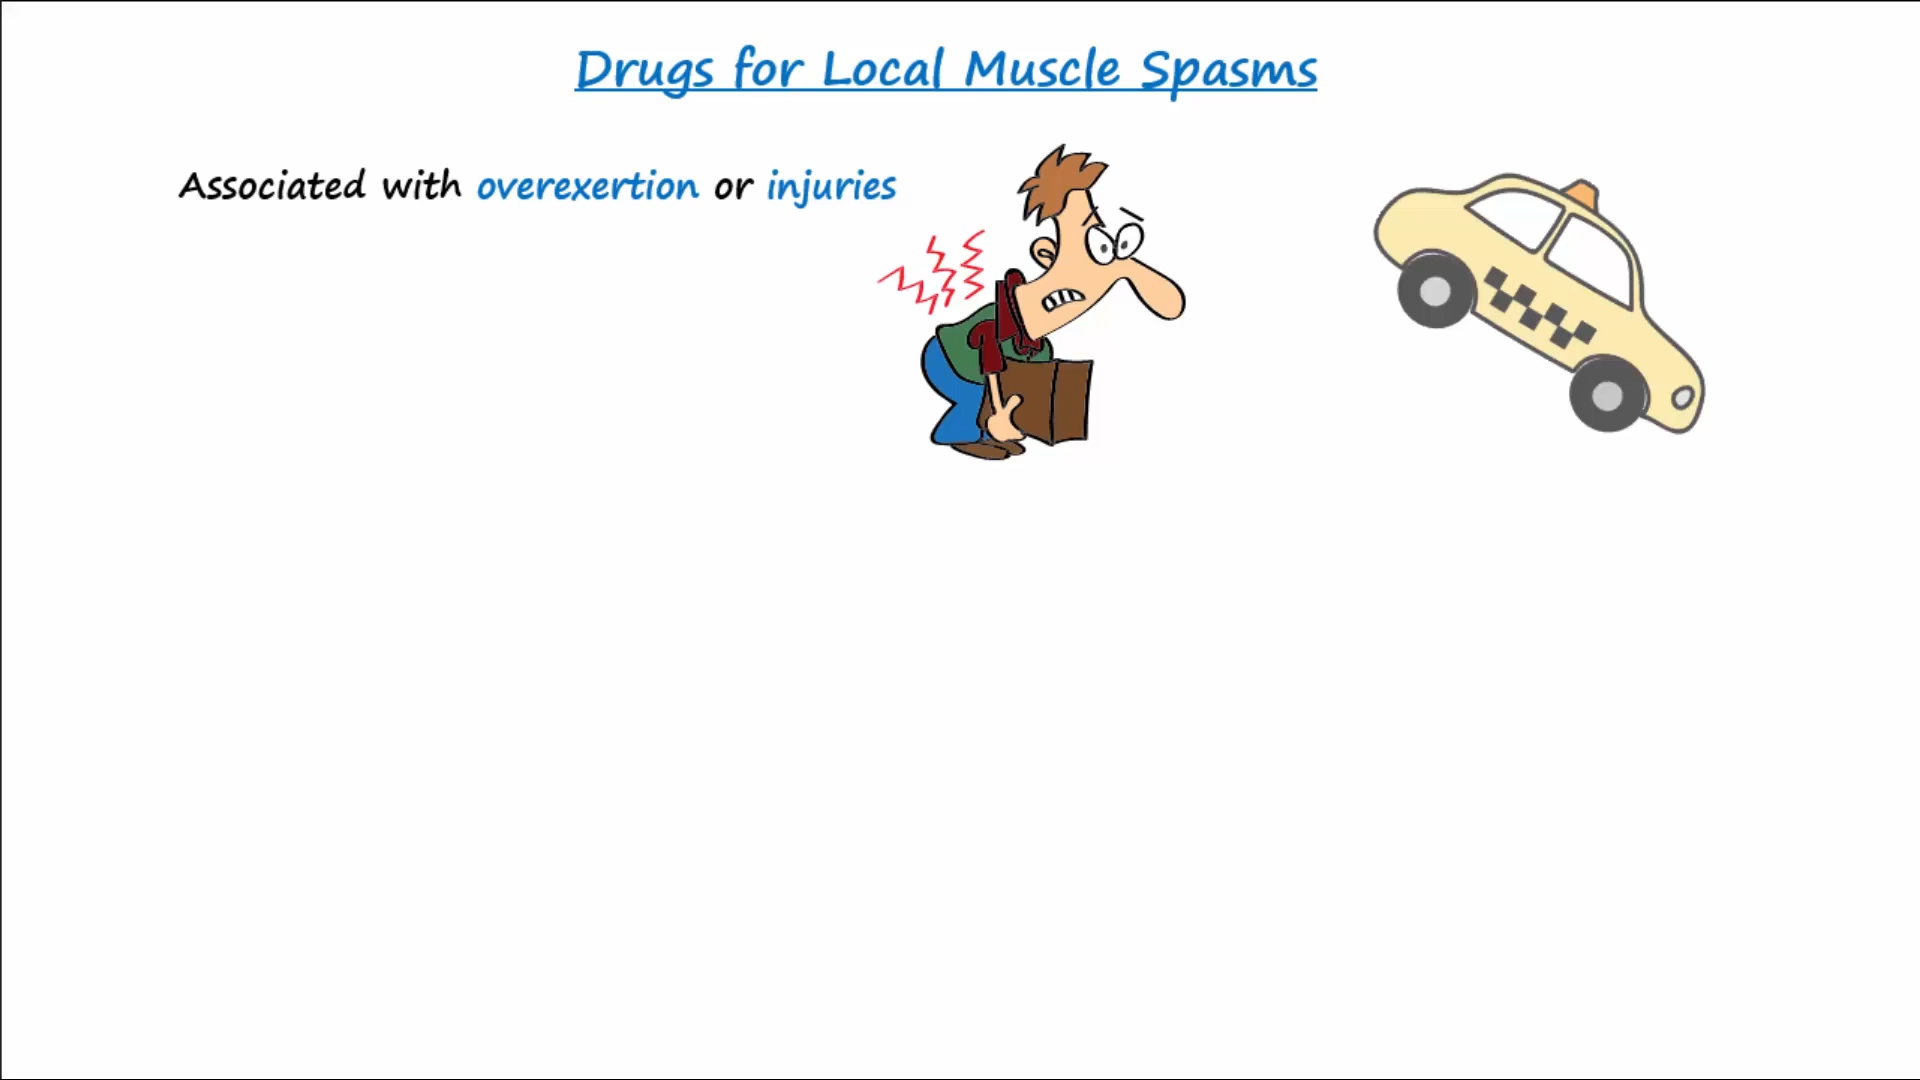 Drugs for Local Muscle Spasms
Associated with overexertion or injuries